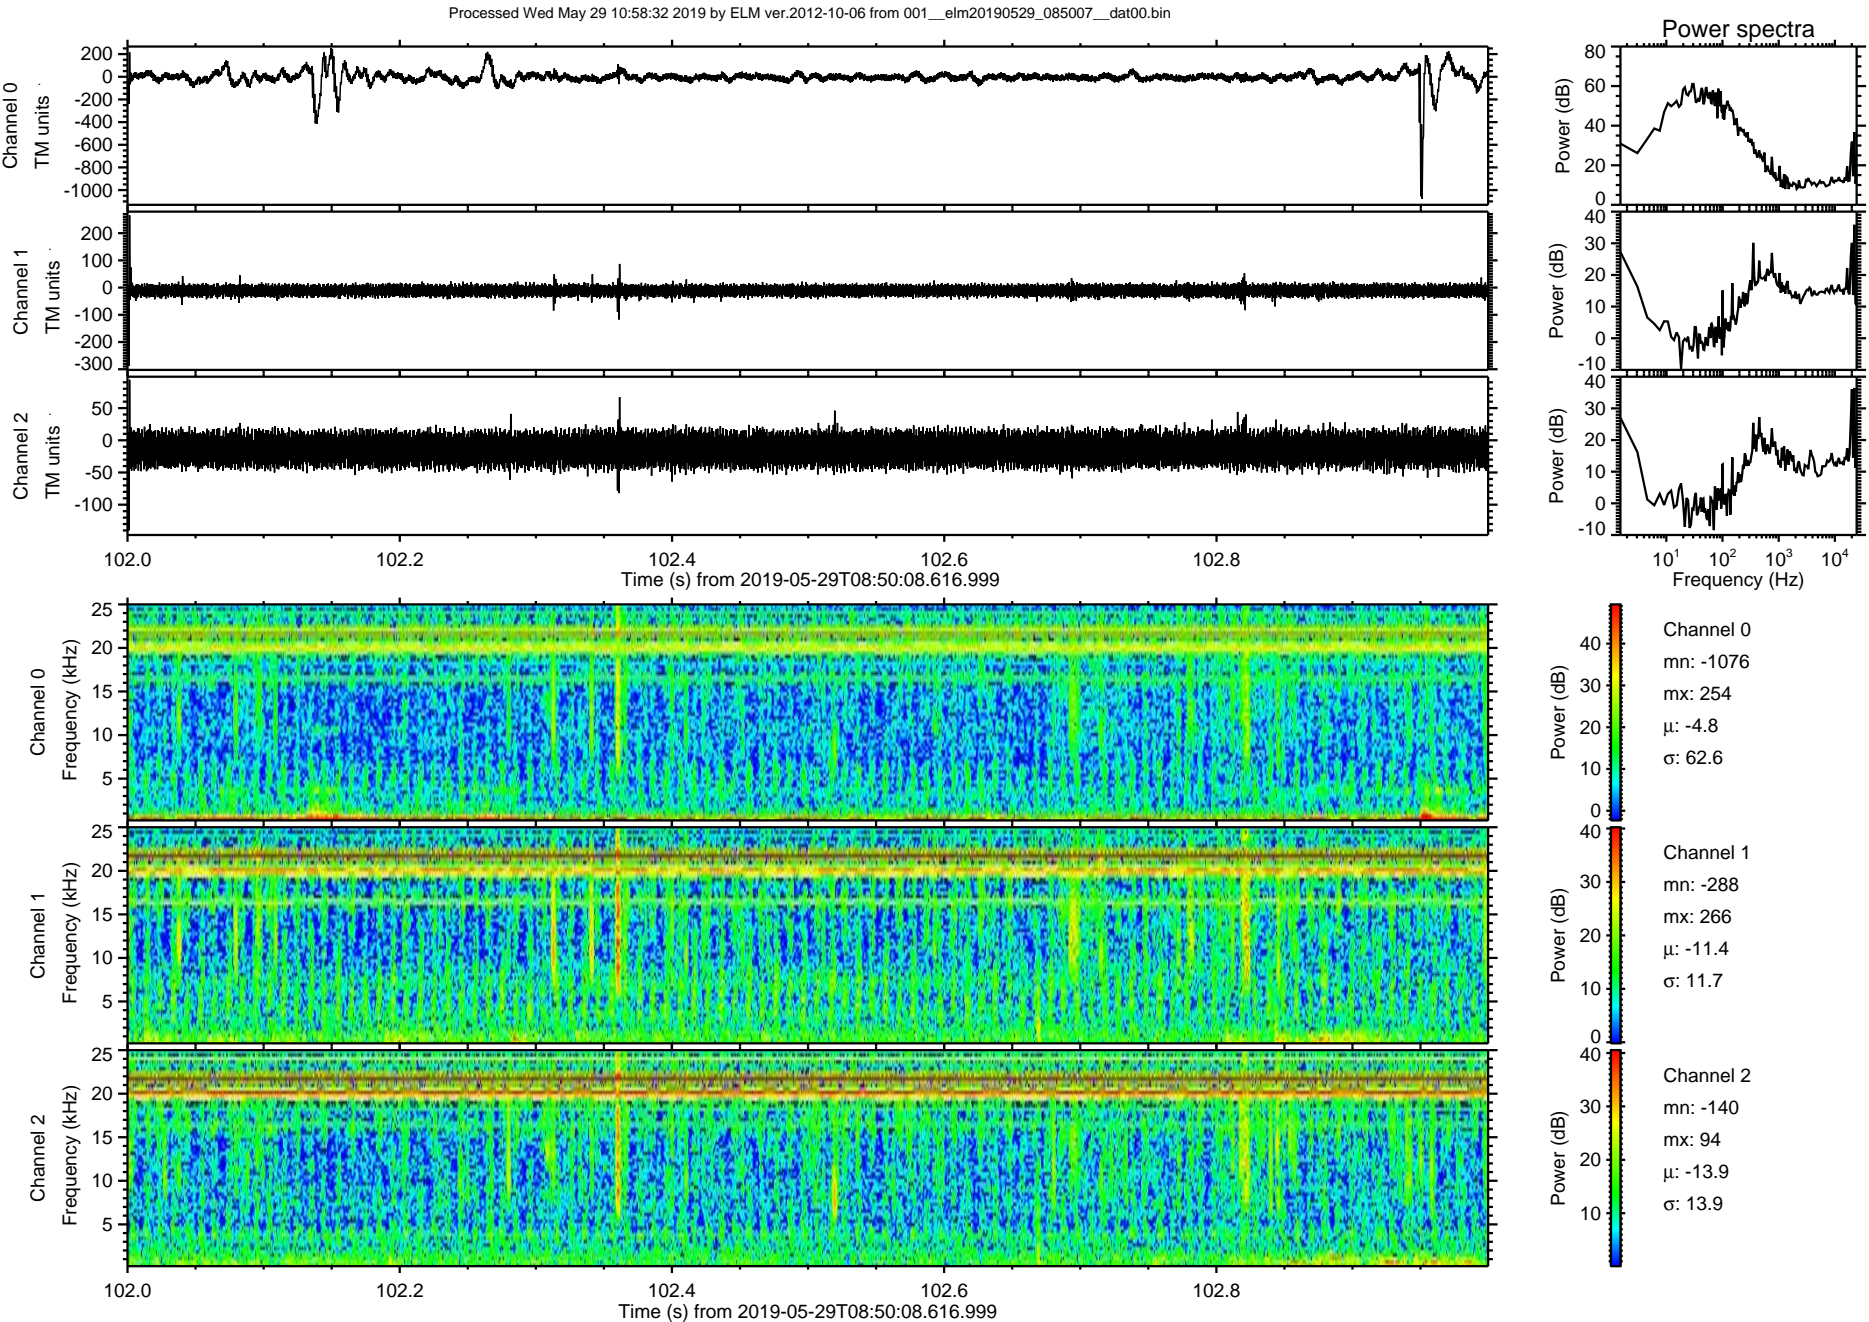 Processed Wed May 29 10:58:32 2019 by ELM ver.2012-10-06 from 001__elm20190529_085007__dat00.bin
Power spectra
Channel 0
TM units
200
0
-200
-400
-600
-800
-1000
Power (dB)
80
60
40
20
0
Channel 1
TM units
200
100
0
-100
-200
-300
Power (dB)
40
30
20
10
0
-10
Channel 2
TM units
50
0
-50
-100
Power (dB)
40
30
20
10
0
-10
102.0 102.2 102.4 102.6 102.8
Time (s) from 2019-05-29T08:50:08.616.999
10¹ 10² 10³ 10⁴
Frequency (Hz)
Channel 0
Frequency (kHz)
25
20
15
10
5
Power (dB)
40
30
20
10
0
Channel 0
mn: -1076
mx: 254
μ: -4.8
σ: 62.6
Channel 1
Frequency (kHz)
25
20
15
10
5
Power (dB)
40
30
20
10
0
Channel 1
mn: -288
mx: 266
μ: -11.4
σ: 11.7
Channel 2
Frequency (kHz)
25
20
15
10
5
Power (dB)
40
30
20
10
Channel 2
mn: -140
mx: 94
μ: -13.9
σ: 13.9
102.0 102.2 102.4 102.6 102.8
Time (s) from 2019-05-29T08:50:08.616.999